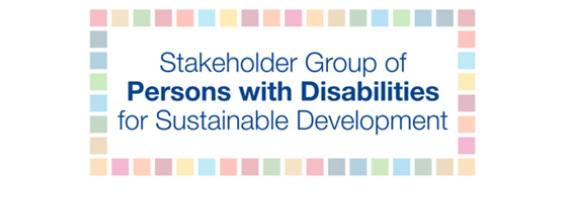 Stakeholder Group of
Persons with Disabilities
for Sustainable Development